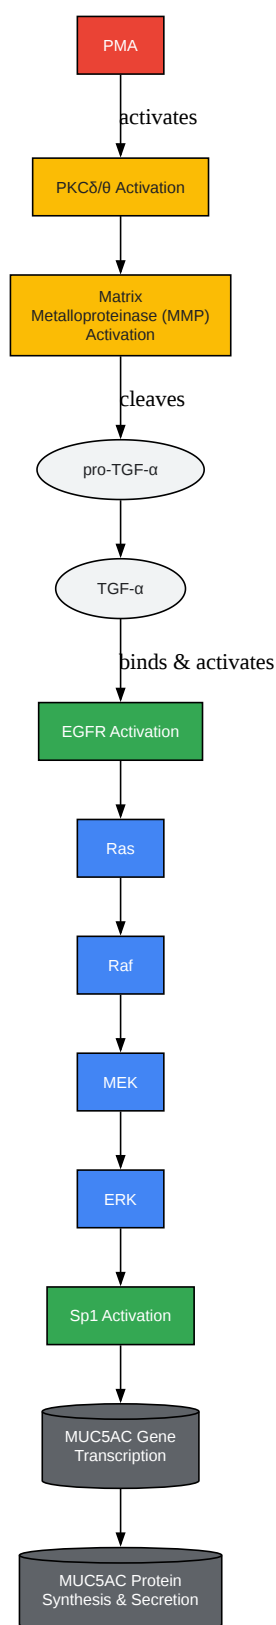 PMA
activates
PKCδ/θ Activation
Matrix
Metalloproteinase (MMP)
Activation
cleaves
pro-TGF-α
TGF-α
binds & activates
EGFR Activation
Ras
Raf
MEK
ERK
Sp1 Activation
MUC5AC Gene
Transcription
MUC5AC Protein
Synthesis & Secretion